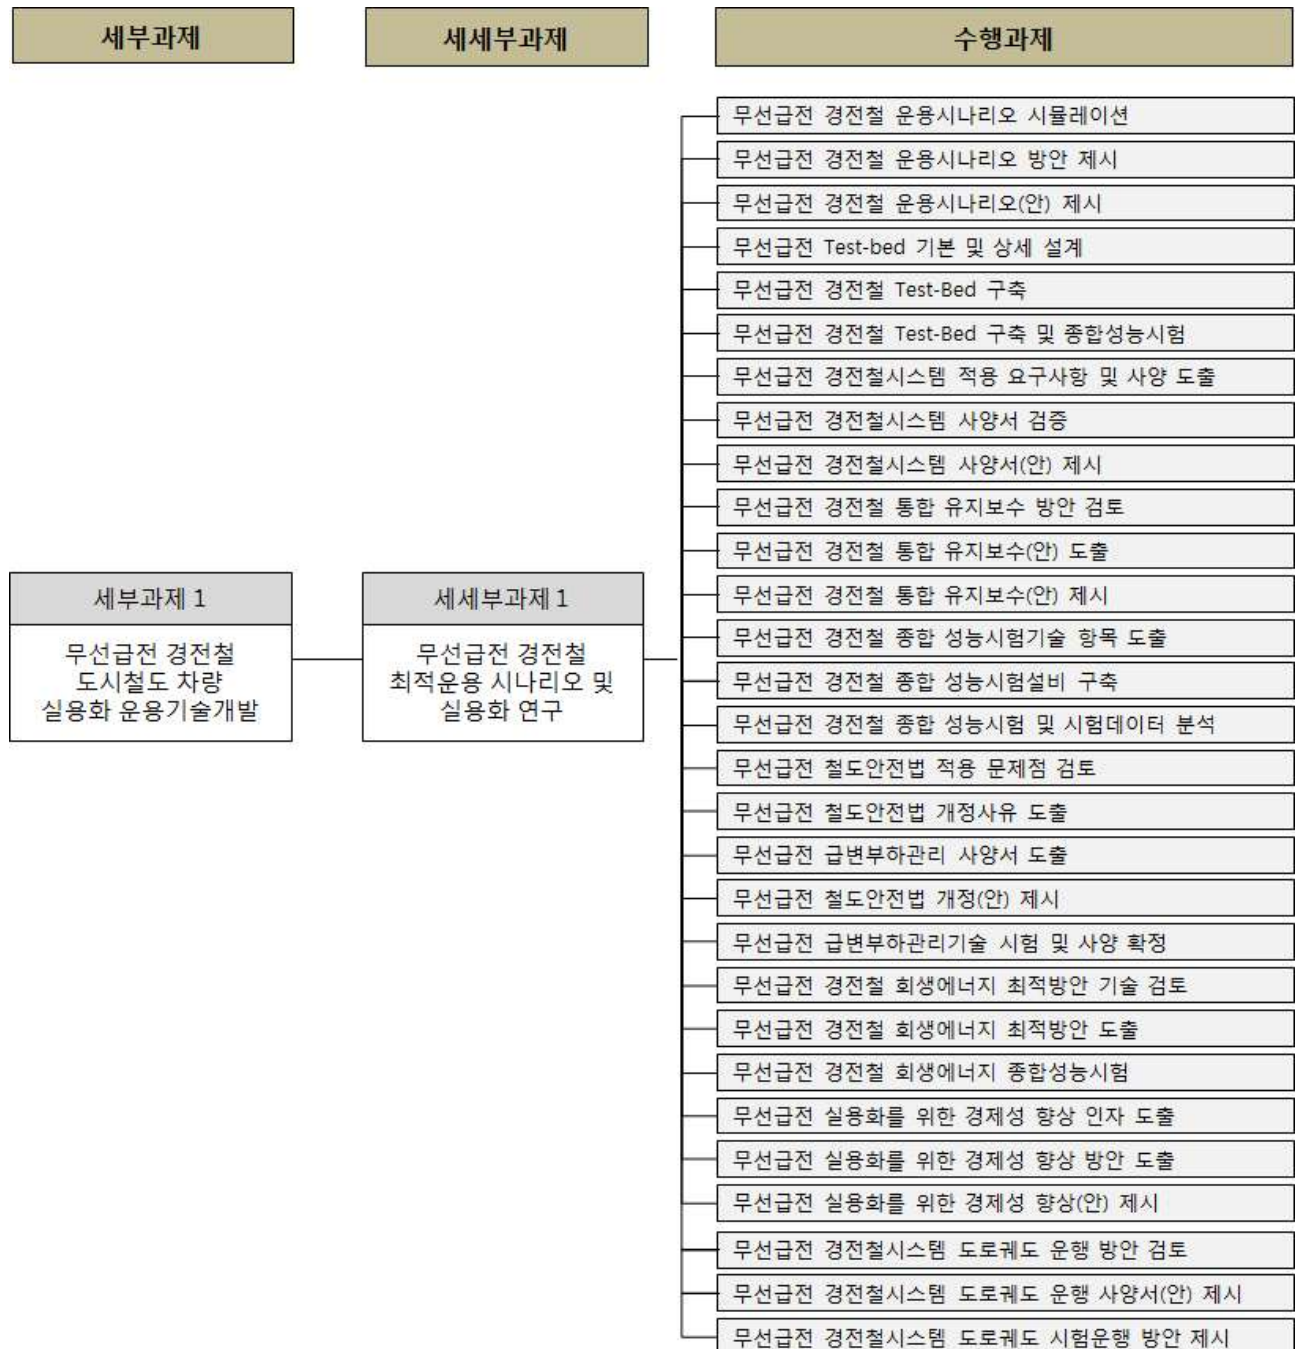 세부과제
세세부과제
수행과제
세부과제 1
무선급전 경전철
도시철도 차량
실용화 운용기술개발
세세부과제 1
무선급전 경전철
최적운용 시나리오 및
실용화 연구
무선급전 경전철 운용시나리오 시뮬레이션
무선급전 경전철 운용시나리오 방안 제시
무선급전 경전철 운용시나리오(안) 제시
무선급전 Test-bed 기본 및 상세 설계
무선급전 경전철 Test-Bed 구축
무선급전 경전철 Test-Bed 구축 및 종합성능시험
무선급전 경전철시스템 적용 요구사항 및 사양 도출
무선급전 경전철시스템 사양서 검증
무선급전 경전철시스템 사양서(안) 제시
무선급전 경전철 통합 유지보수 방안 검토
무선급전 경전철 통합 유지보수(안) 도출
무선급전 경전철 통합 유지보수(안) 제시
무선급전 경전철 종합 성능시험기술 항목 도출
무선급전 경전철 종합 성능시험설비 구축
무선급전 경전철 종합 성능시험 및 시험데이터 분석
무선급전 철도안전법 적용 문제점 검토
무선급전 철도안전법 개정사유 도출
무선급전 급변부하관리 사양서 도출
무선급전 철도안전법 개정(안) 제시
무선급전 급변부하관리기술 시험 및 사양 확정
무선급전 경전철 회생에너지 최적방안 기술 검토
무선급전 경전철 회생에너지 최적방안 도출
무선급전 경전철 회생에너지 종합성능시험
무선급전 실용화를 위한 경제성 향상 인자 도출
무선급전 실용화를 위한 경제성 향상 방안 도출
무선급전 실용화를 위한 경제성 향상(안) 제시
무선급전 경전철시스템 도로궤도 운행 방안 검토
무선급전 경전철시스템 도로궤도 운행 사양서(안) 제시
무선급전 경전철시스템 도로궤도 시험운행 방안 제시